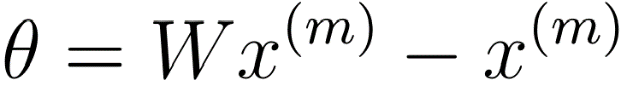 θ = Wx^{(m)} − x^{(m)}